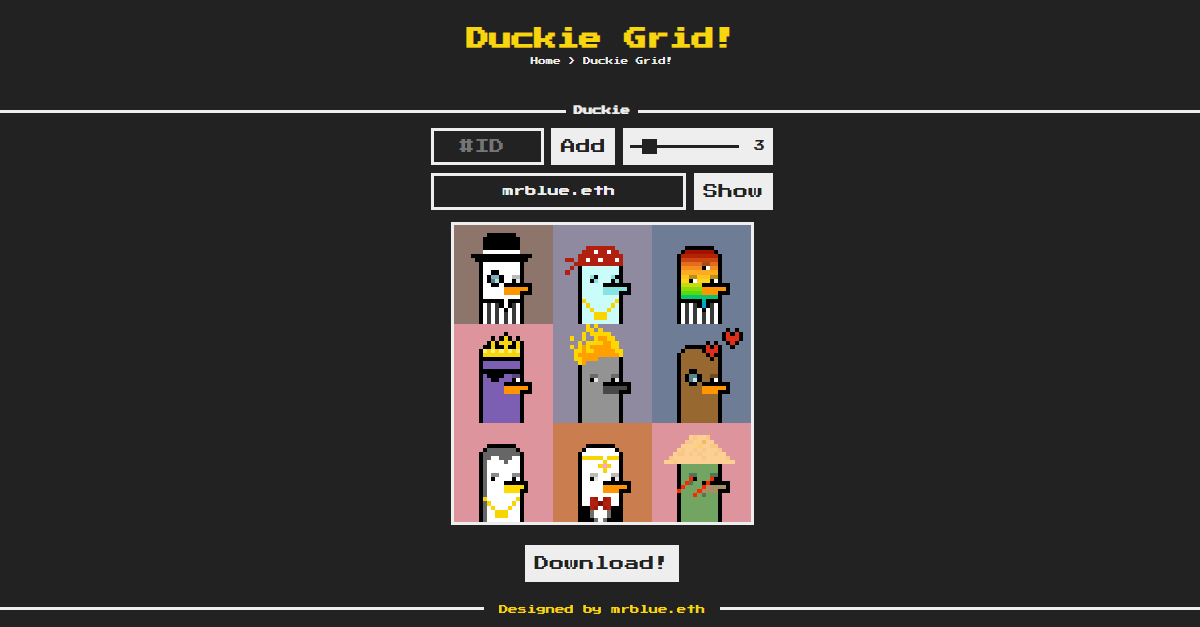 Duckie Grid!
Home > Duckie Grid!
Duckie
#ID Add 3
mrblue.eth Show
Download!
Designed by mrblue.eth